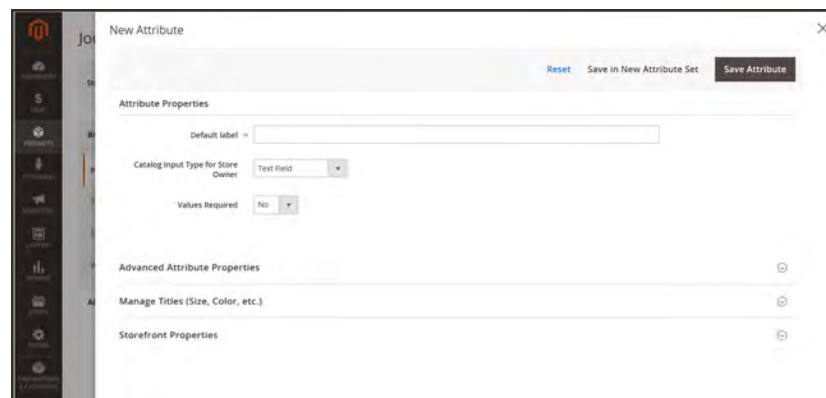 New Attribute
Jou
Reset Save in New Attribute Set Save Attribute
Attribute Properties
Default label *
Catalog Input Type for Store
Owner
Text Field
Values Required
No
Advanced Attribute Properties
Manage Titles (Size, Color, etc.)
Storefront Properties